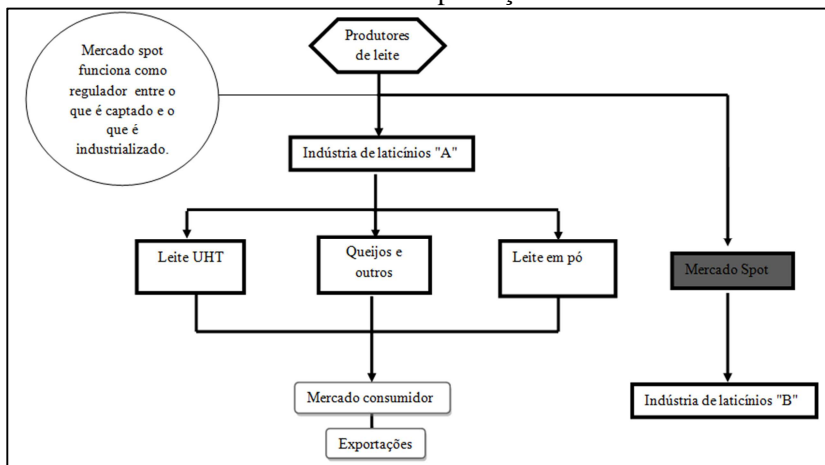 Produtores
de leite
Mercado spot
funciona como
regulador entre o
que é captado e o
que é
industrializado.
Indústria de laticínios "A"
Leite UHT
Queijos e
outros
Leite em pó
Mercado Spot
Mercado consumidor
Indústria de laticínios "B"
Exportações